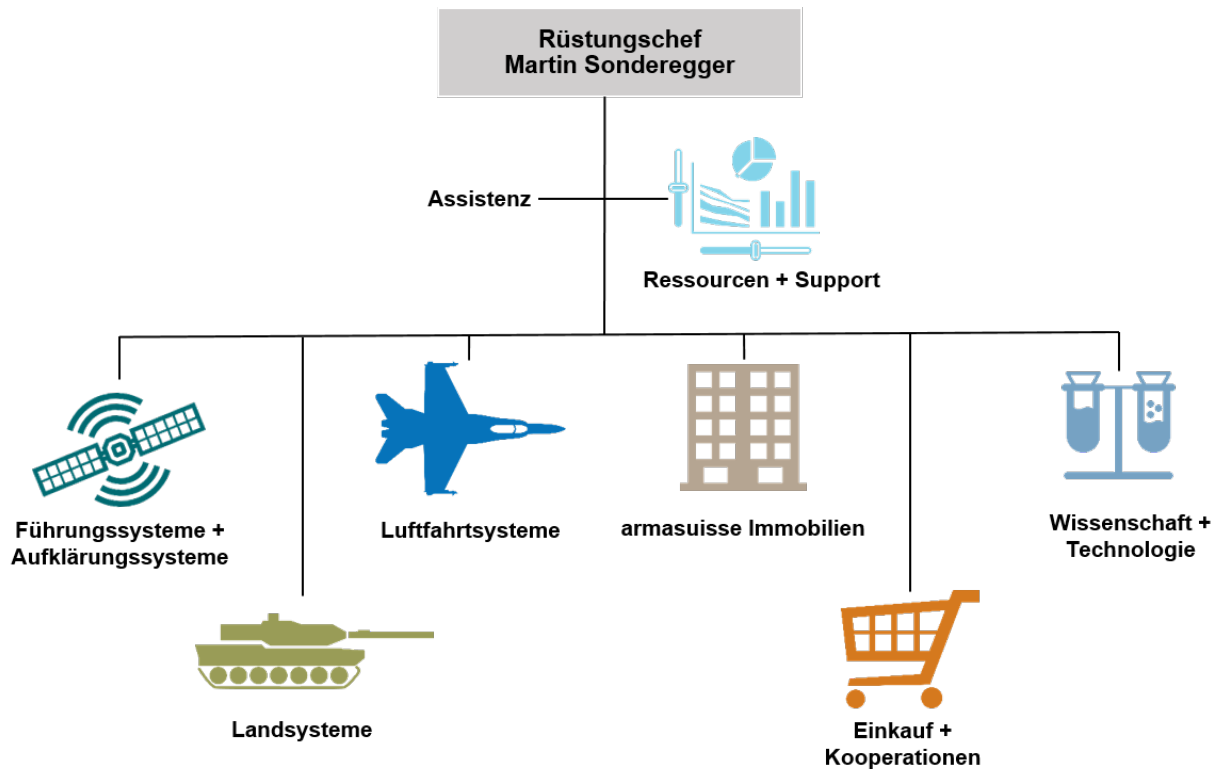 Rüstungschef
Martin Sonderegger
Assistenz
Ressourcen + Support
Führungssysteme +
Aufklärungssysteme
Luftfahrtsysteme
armasuisse Immobilien
Wissenschaft +
Technologie
Landsysteme
Einkauf +
Kooperationen